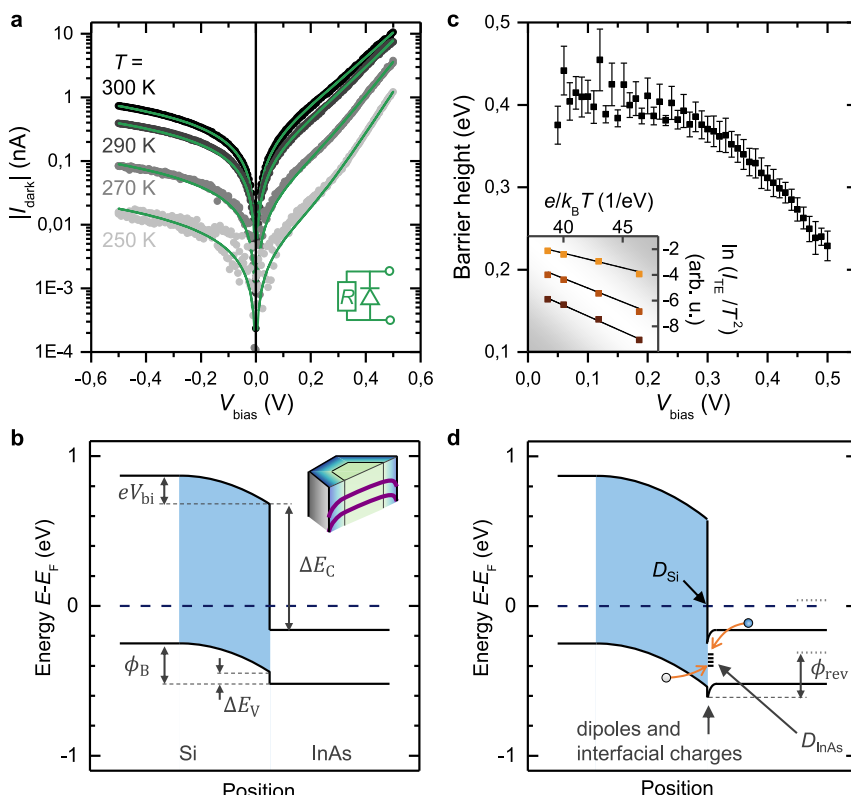 a
10
1
0,1
0,01
1E-3
1E-4
|I_dark| (nA)
T =
300 K
290 K
270 K
250 K
R
-0,6 -0,4 -0,2 0,0 0,2 0,4 0,6
V_bias (V)
c
0,5
0,4
0,3
0,2
0,1
Barrier height (eV)
e/k_BT (1/eV)
40 45
-2
-4
-6
-8
ln (I_TE/T²)
(arb. u.)
0,0 0,1 0,2 0,3 0,4 0,5
V_bias (V)
b
1
0
-1
Energy E-E_F (eV)
eV_bi
ΔE_C
ϕ_B
ΔE_V
Si InAs
Position
d
1
0
-1
Energy E-E_F (eV)
D_Si
ϕ_rev
D_InAs
dipoles and
interfacial charges
Position